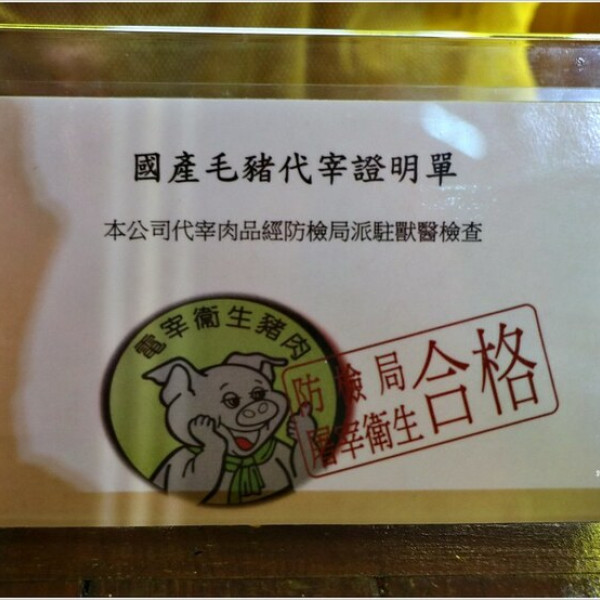 國產毛豬代宰證明單
本公司代宰肉品經防檢局派駐獸醫檢查
電宰衛生豬肉
防檢局
屠宰衛生
合格